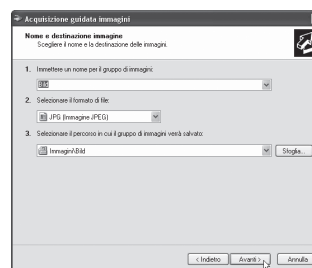 Acquisizione guidata immagini
Nome e destinazione immagine
Scegliere il nome e la destinazione delle immagini.
1. Immettere un nome per il gruppo di immagini:
2. Selezionare il formato di file:
JPG (Immagine JPEG)
3. Selezionare il percorso in cui il gruppo di immagini verrà salvato:
Immagini\Bild
Sfoglia...
< Indietro
Avanti >
Annulla